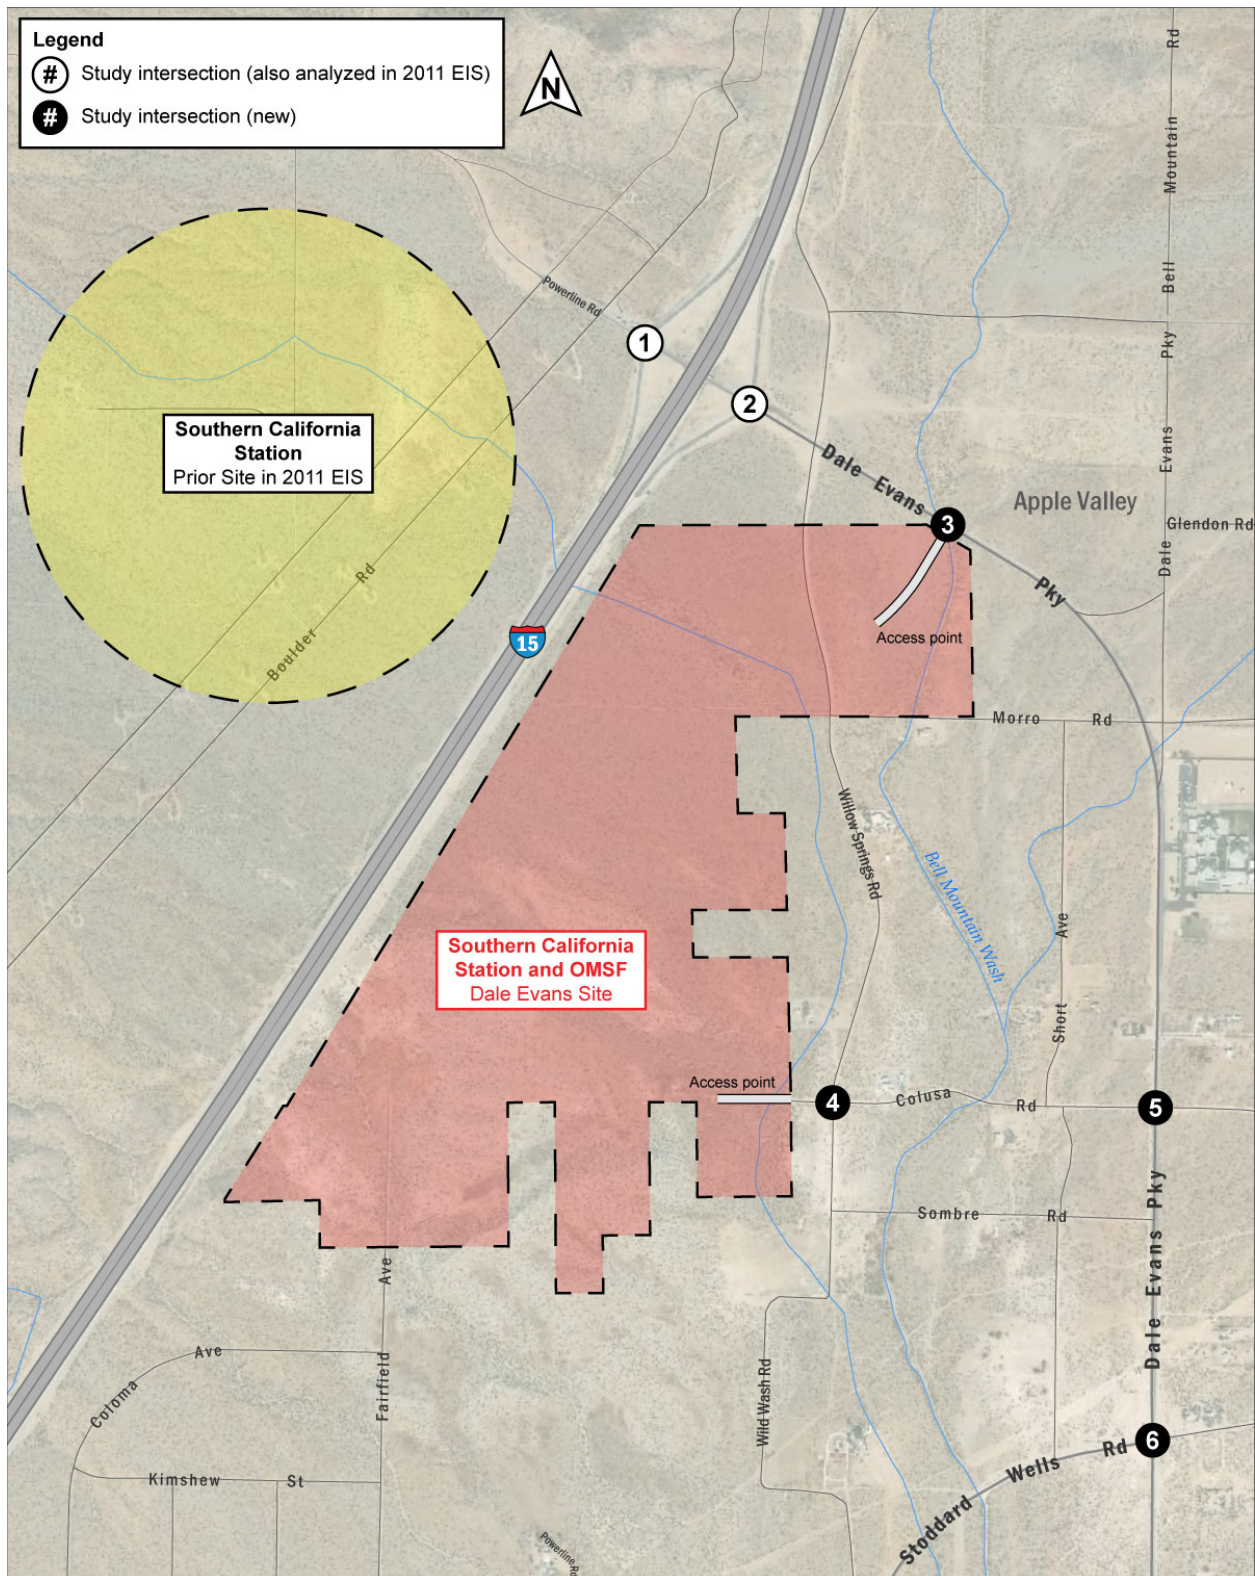 Legend
# Study intersection (also analyzed in 2011 EIS)
# Study intersection (new)
N
Rd
Mountain
Bell
Pky
Evans
Dale
Powerline Rd
1
2
Dale Evans
3
Pky
Apple Valley
Glendon Rd
Southern California
Station
Prior Site in 2011 EIS
Boulder Rd
15
Access point
Morro Rd
Willow Springs Rd
Bell Mountain Wash
Short Ave
Southern California
Station and OMSF
Dale Evans Site
Access point
4
Colusa Rd
5
Sombre Rd
Dale Evans Pky
Fairfield Ave
Coloma Ave
Wild Wash Rd
6
Stoddard Wells Rd
Kimshew St
Powerline Rd